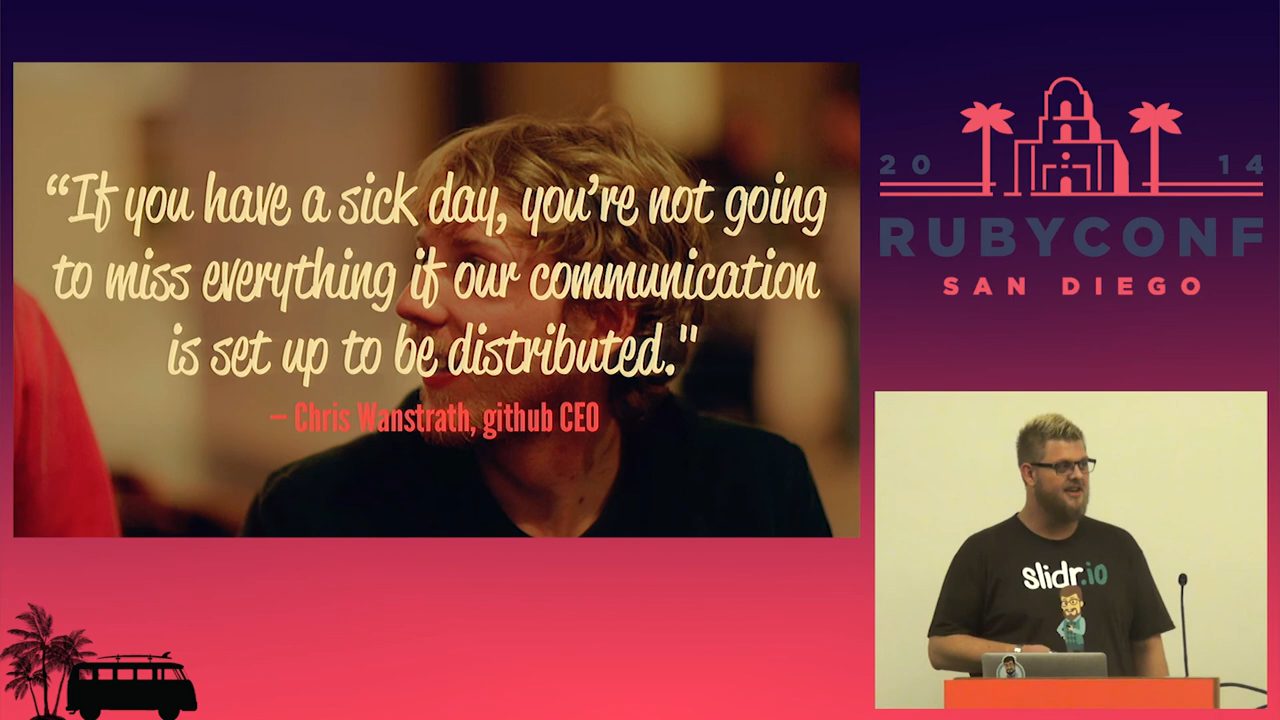 “If you have a sick day, you’re not going
to miss everything if our communication
is set up to be distributed."
– Chris Wanstrath, github CEO
20 14
RUBYCONF
SAN DIEGO
slidr.io